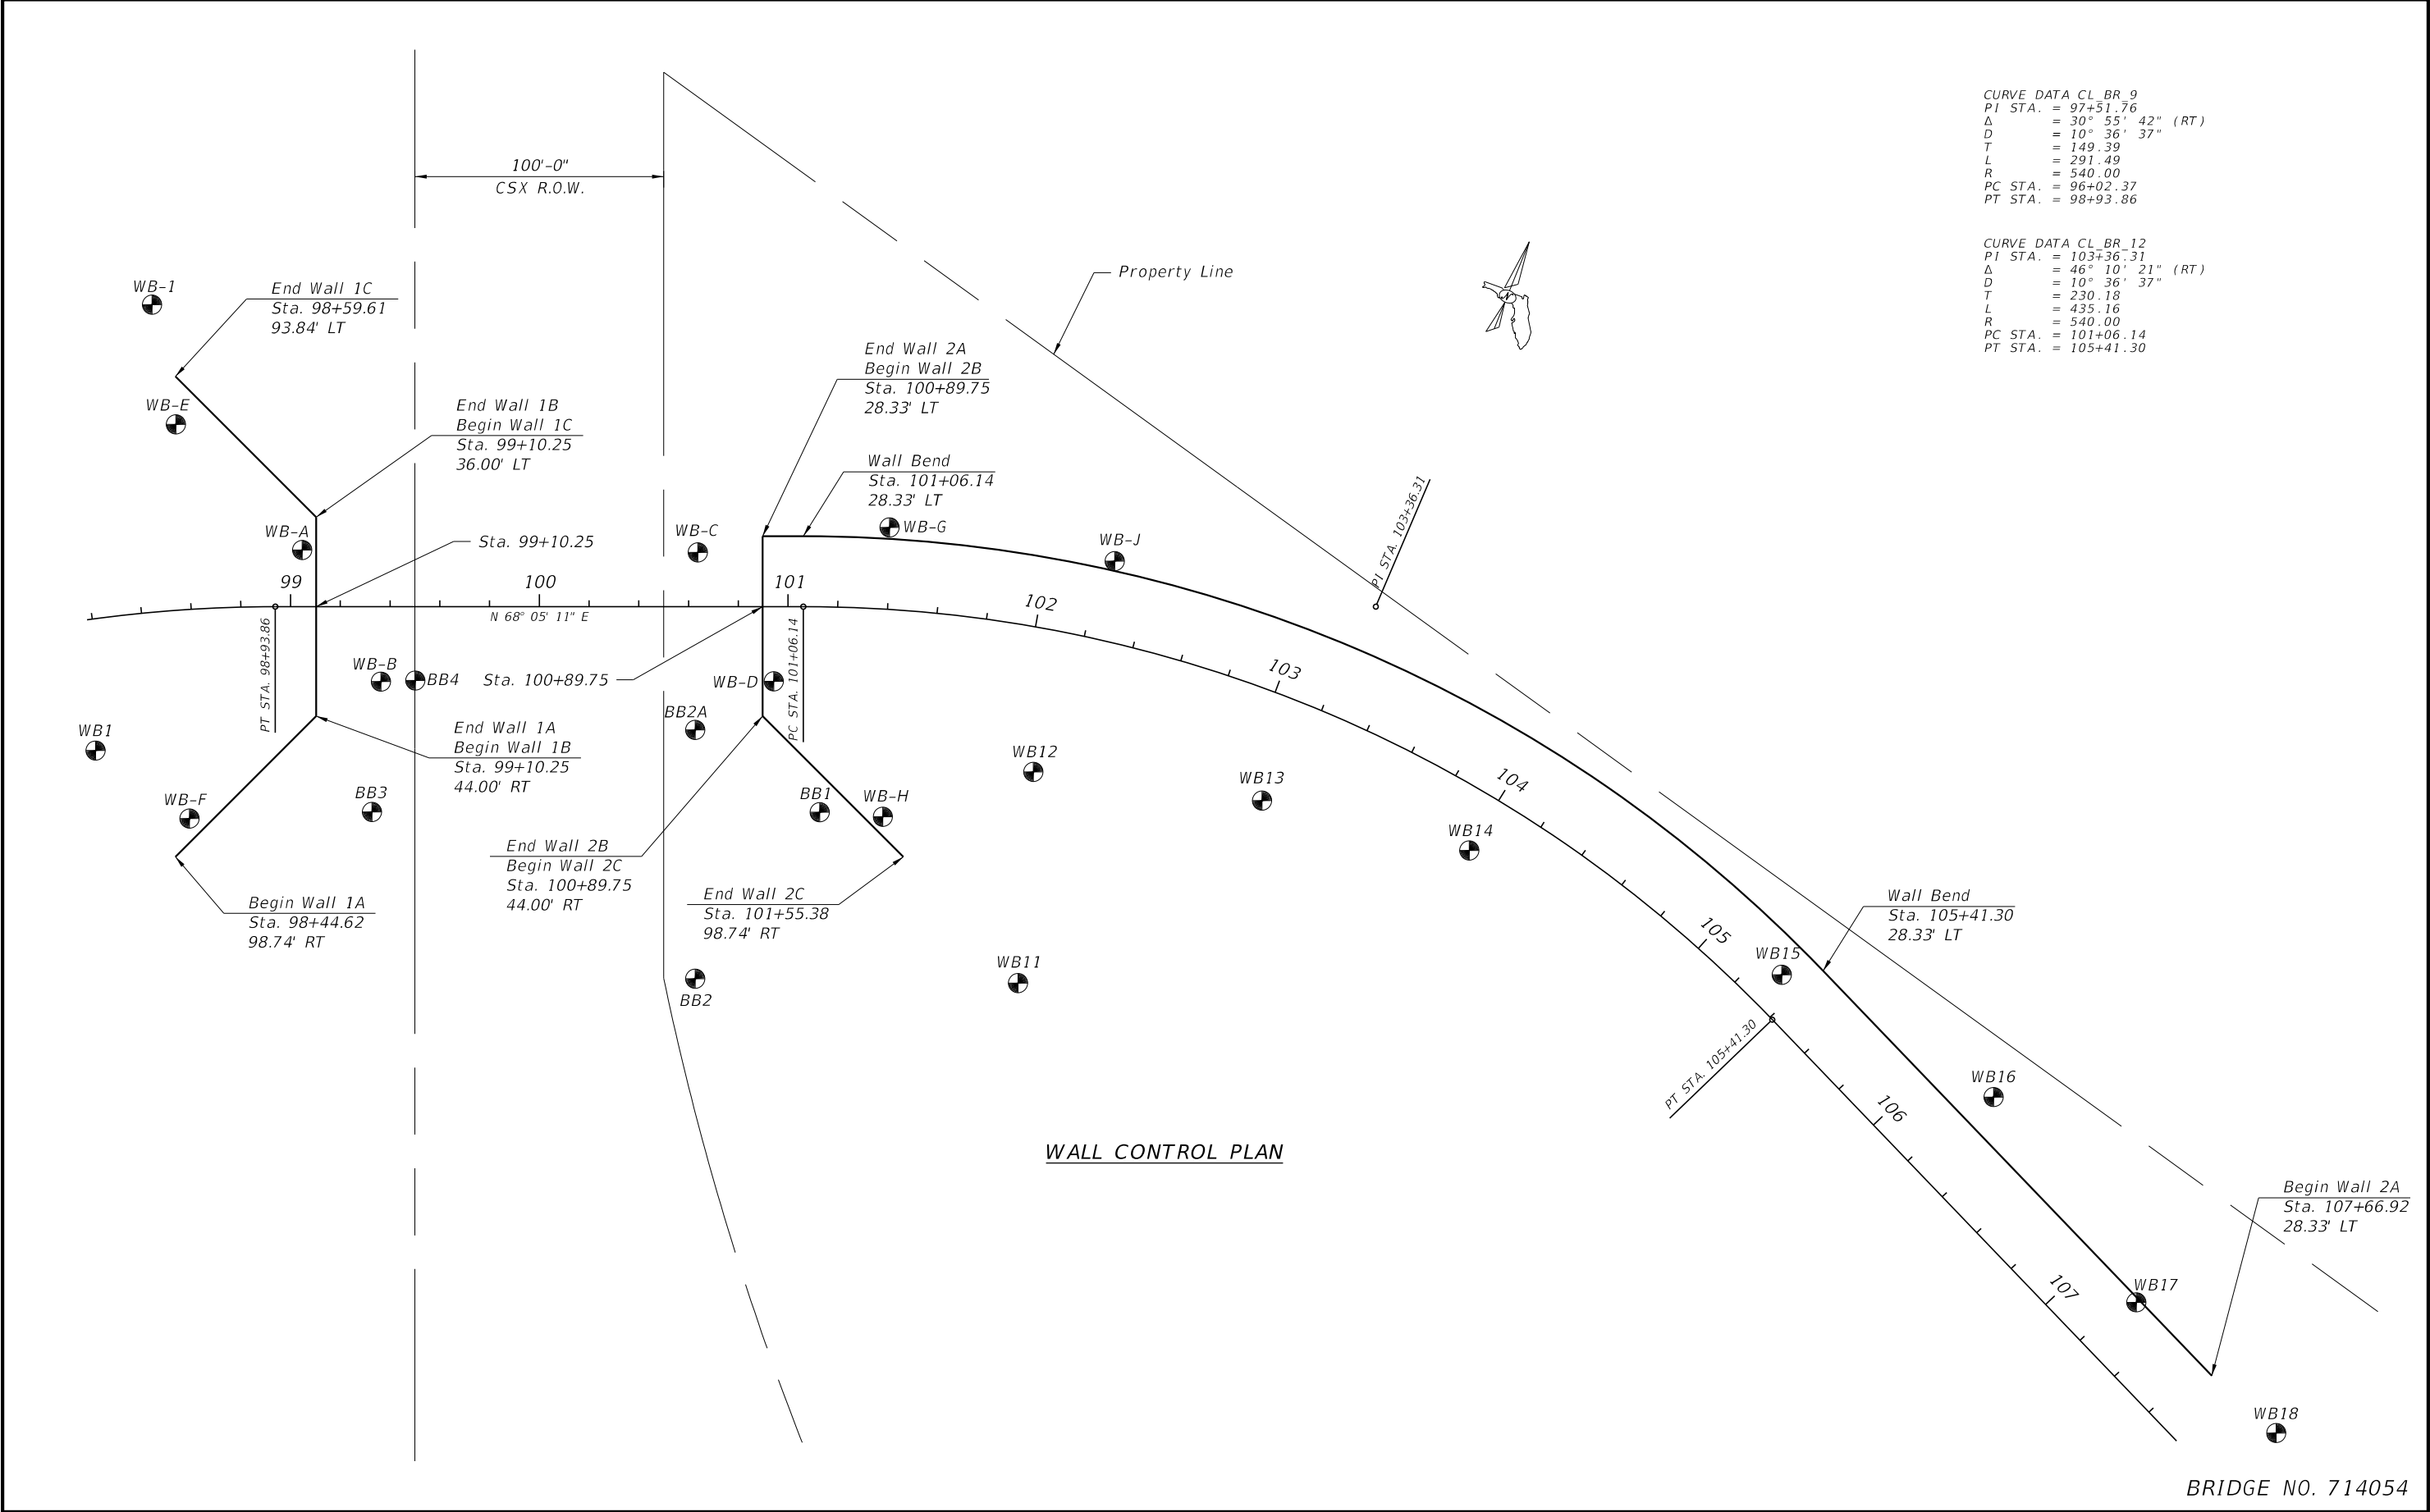 CURVE DATA CL_BR_9
PI STA. = 97+51.76
Δ = 30° 55' 42" (RT)
D = 10° 36' 37"
T = 149.39
L = 291.49
R = 540.00
PC STA. = 96+02.37
PT STA. = 98+93.86
CURVE DATA CL_BR_12
PI STA. = 103+36.31
Δ = 46° 10' 21" (RT)
D = 10° 36' 37"
T = 230.18
L = 435.16
R = 540.00
PC STA. = 101+06.14
PT STA. = 105+41.30
100'-0"
CSX R.O.W.
Property Line
N
WB-1
End Wall 1C
Sta. 98+59.61
93.84' LT
WB-E
End Wall 1B
Begin Wall 1C
Sta. 99+10.25
36.00' LT
End Wall 2A
Begin Wall 2B
Sta. 100+89.75
28.33' LT
Wall Bend
Sta. 101+06.14
28.33' LT
PI STA. 103+36.31
WB-A
Sta. 99+10.25
WB-C
WB-G
WB-J
99
100
101
102
103
104
105
106
107
N 68° 05' 11" E
PT STA. 98+93.86
PC STA. 101+06.14
WB-B
BB4
Sta. 100+89.75
WB-D
BB2A
WB1
End Wall 1A
Begin Wall 1B
Sta. 99+10.25
44.00' RT
WB12
WB13
WB-F
BB3
BB1
WB-H
WB14
End Wall 2B
Begin Wall 2C
Sta. 100+89.75
44.00' RT
End Wall 2C
Sta. 101+55.38
98.74' RT
Begin Wall 1A
Sta. 98+44.62
98.74' RT
Wall Bend
Sta. 105+41.30
28.33' LT
WB15
WB11
BB2
PT STA. 105+41.30
WB16
WALL CONTROL PLAN
Begin Wall 2A
Sta. 107+66.92
28.33' LT
WB17
WB18
BRIDGE NO. 714054